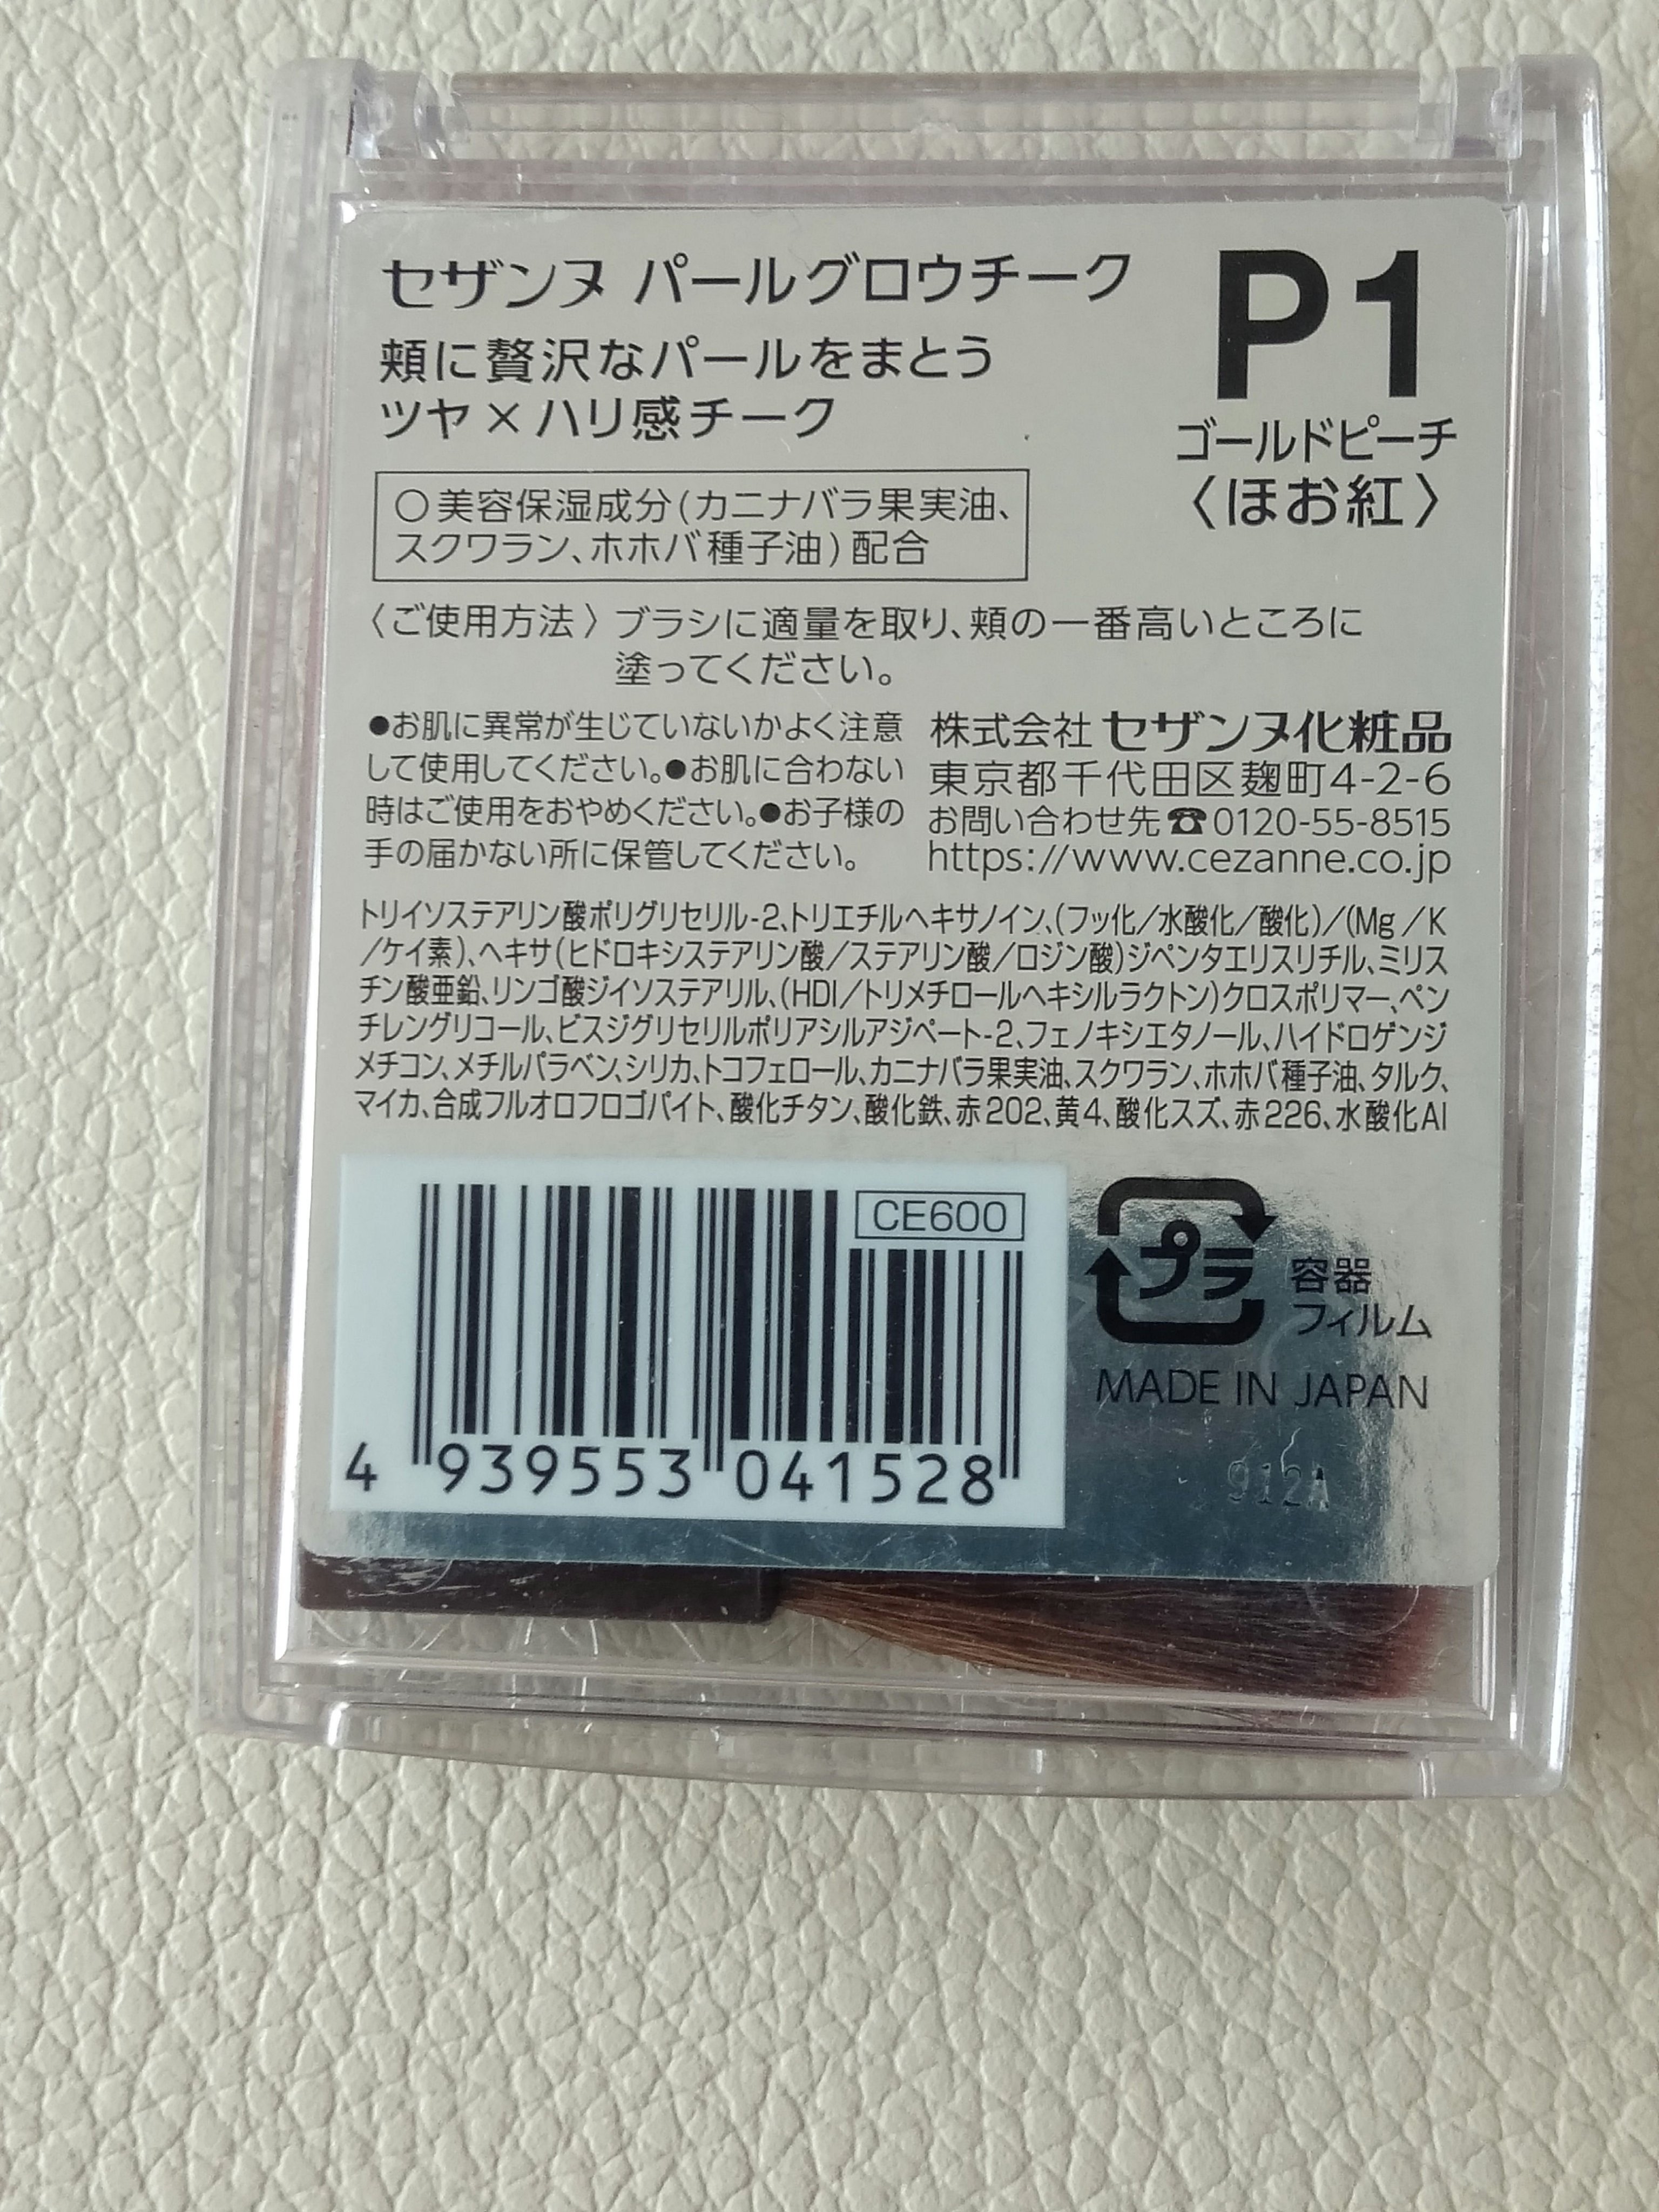 セザンヌ パールグロウチーク
頬に贅沢なパールをまとう
ツヤ×ハリ感チーク
P1
ゴールドピーチ
〈ほお紅〉
○美容保湿成分(カニナバラ果実油、
スクワラン、ホホバ種子油)配合
〈ご使用方法〉ブラシに適量を取り、頬の一番高いところに
塗ってください。
●お肌に異常が生じていないかよく注意
して使用してください。●お肌に合わない
時はご使用をおやめください。●お子様の
手の届かない所に保管してください。
株式会社 セザンヌ化粧品
東京都千代田区麹町4-2-6
お問い合わせ先☎0120-55-8515
https://www.cezanne.co.jp
トリイソステアリン酸ポリグリセリル-2、トリエチルヘキサノイン、(フッ化/水酸化/酸化)/(Mg/K
/ケイ素)、ヘキサ(ヒドロキシステアリン酸/ステアリン酸/ロジン酸)ジペンタエリスリチル、ミリス
チン酸亜鉛、リンゴ酸ジイソステアリル、(HDI/トリメチロールヘキシルラクトン)クロスポリマー、ペン
チレングリコール、ビスジグリセリルポリアシルアジペート-2、フェノキシエタノール、ハイドロゲンジ
メチコン、メチルパラベン、シリカ、トコフェロール、カニナバラ果実油、スクワラン、ホホバ種子油、タルク、
マイカ、合成フルオロフロゴパイト、酸化チタン、酸化鉄、赤202、黄4、酸化スズ、赤226、水酸化Al
CE600
4 939553 041528
プラ
容器
フィルム
MADE IN JAPAN
912A